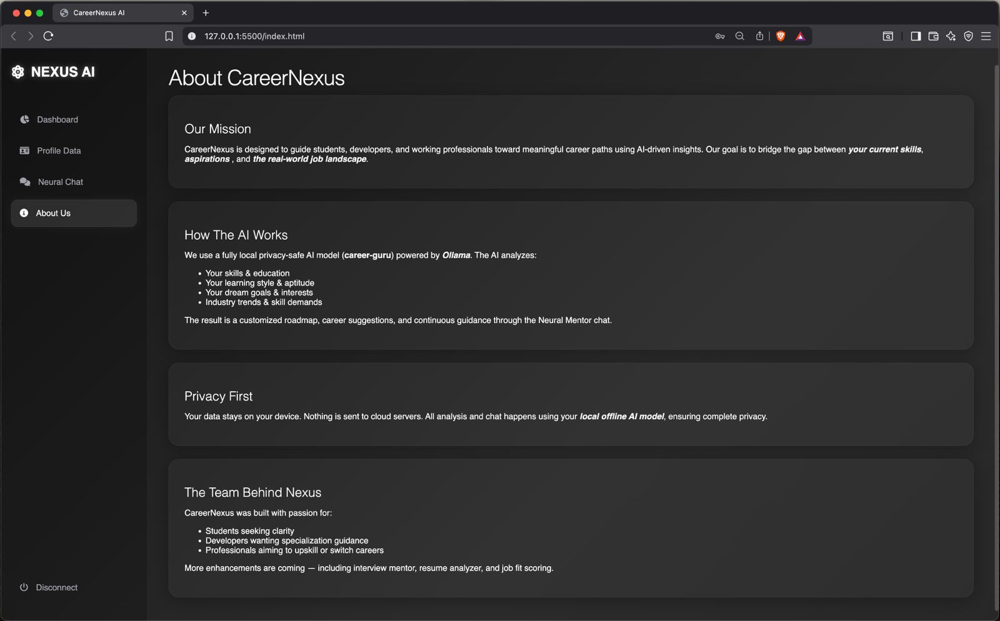 CareerNexus AI
127.0.0.1:5500/index.html
NEXUS AI
Dashboard
Profile Data
Neural Chat
About Us
Disconnect
About CareerNexus
Our Mission
CareerNexus is designed to guide students, developers, and working professionals toward meaningful career paths using AI-driven insights. Our goal is to bridge the gap between your current skills,
aspirations , and the real-world job landscape.
How The AI Works
We use a fully local privacy-safe AI model (career-guru) powered by Ollama. The AI analyzes:
• Your skills & education
• Your learning style & aptitude
• Your dream goals & interests
• Industry trends & skill demands
The result is a customized roadmap, career suggestions, and continuous guidance through the Neural Mentor chat.
Privacy First
Your data stays on your device. Nothing is sent to cloud servers. All analysis and chat happens using your local offline AI model, ensuring complete privacy.
The Team Behind Nexus
CareerNexus was built with passion for:
• Students seeking clarity
• Developers wanting specialization guidance
• Professionals aiming to upskill or switch careers
More enhancements are coming — including interview mentor, resume analyzer, and job fit scoring.